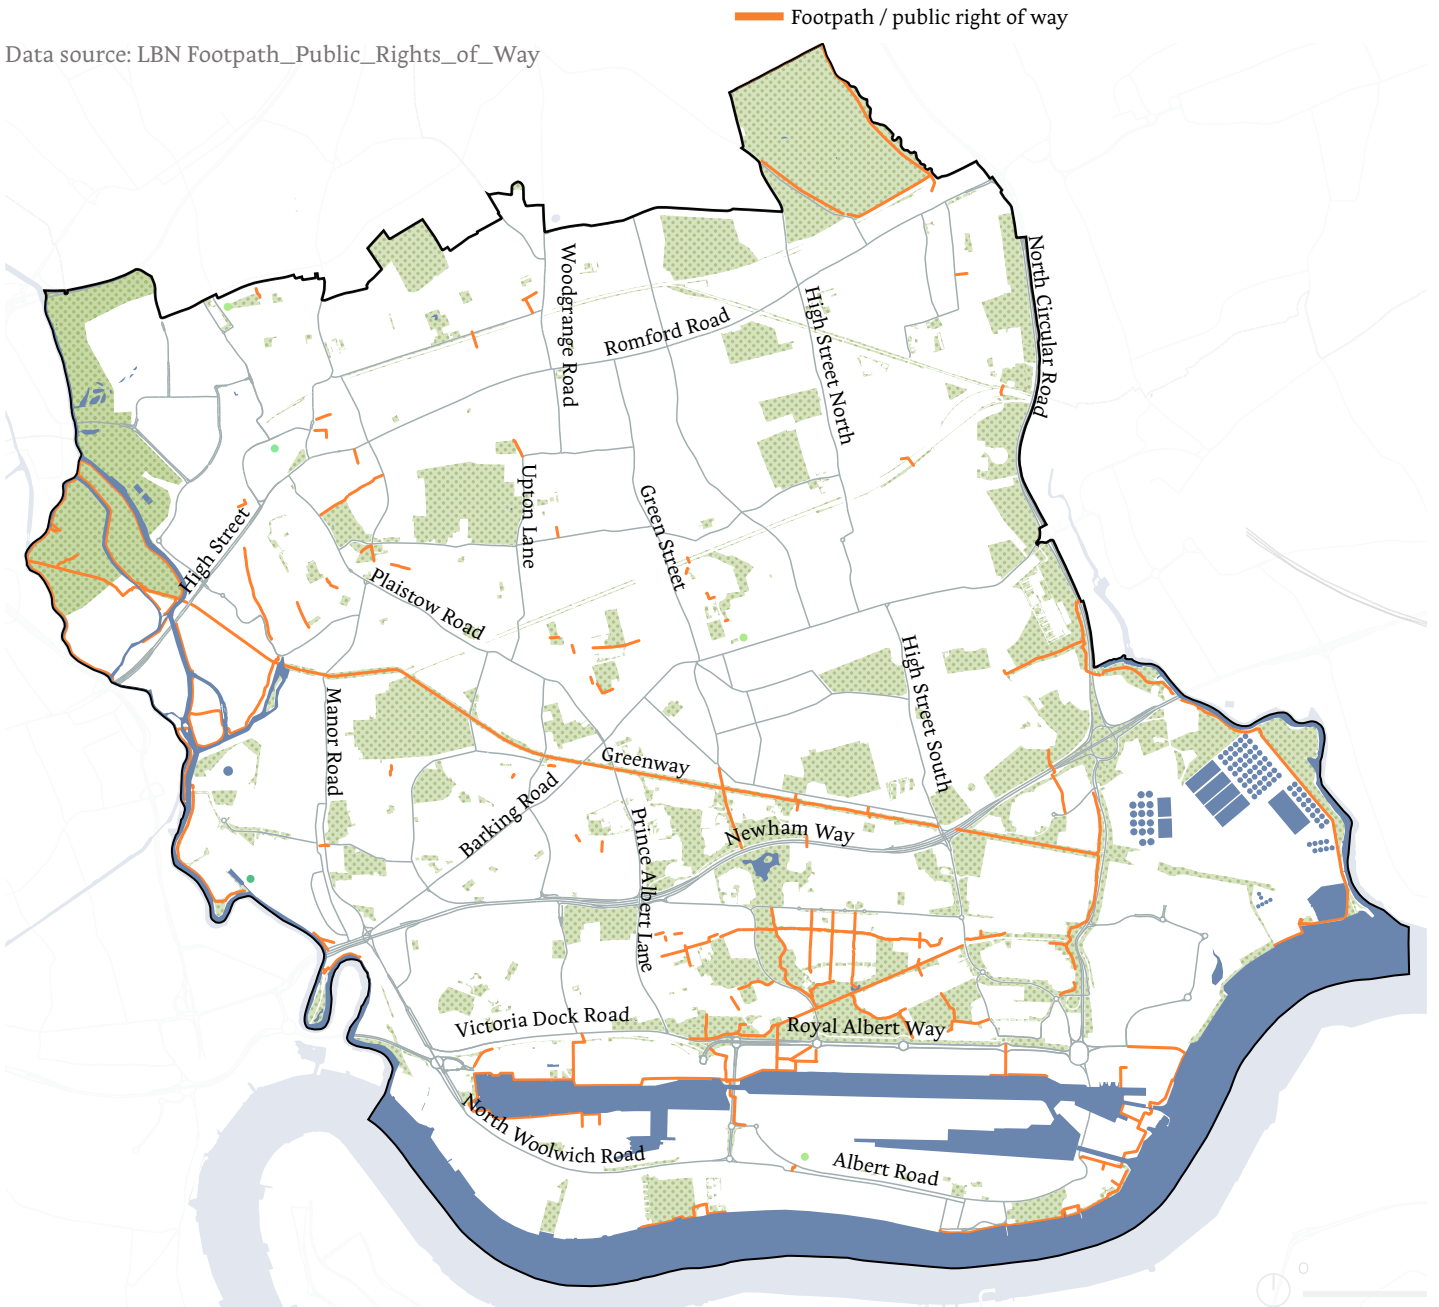 Footpath / public right of way
Data source: LBN Footpath_Public_Rights_of_Way
North Circular Road
Woodgrange Road
High Street North
Romford Road
Upton Lane
Green Street
High Street
Plaistow Road
High Street South
Manor Road
Greenway
Barking Road
Prince Albert Lane
Newham Way
Victoria Dock Road
Royal Albert Way
North Woolwich Road
Albert Road
0